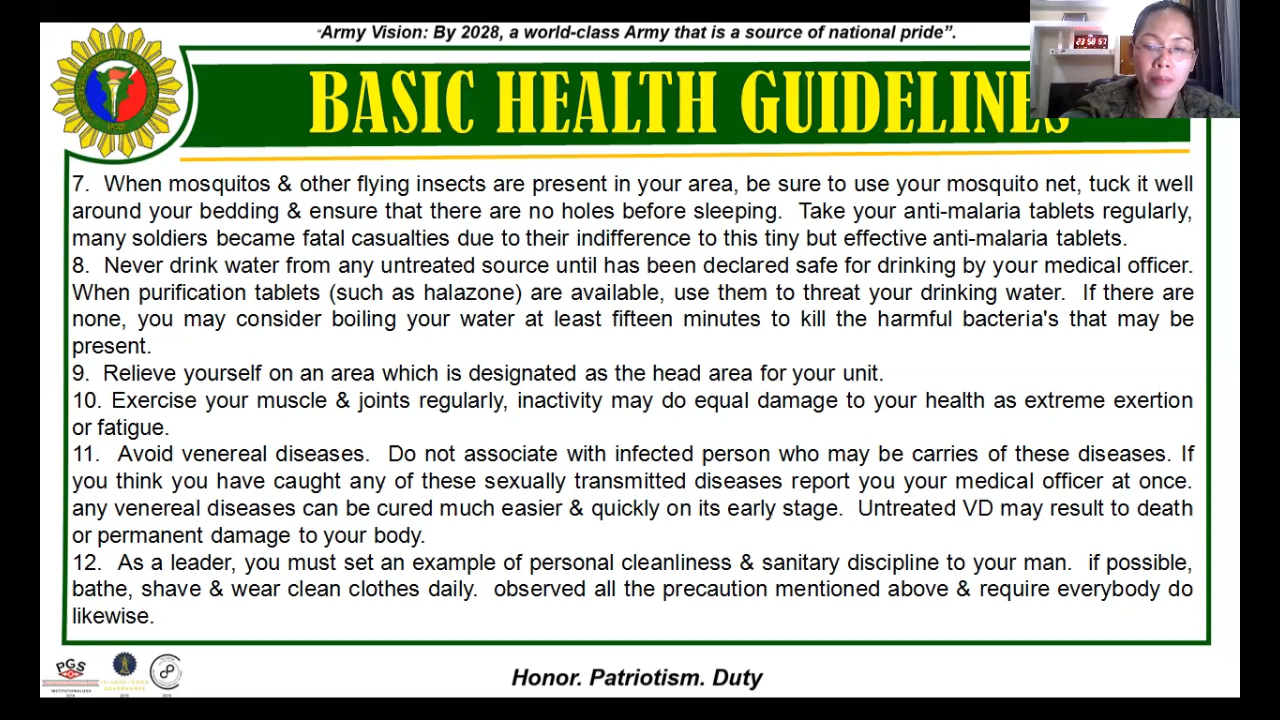 “Army Vision: By 2028, a world-class Army that is a source of national pride”.
BASIC HEALTH GUIDELINES
23 58 57
7. When mosquitos & other flying insects are present in your area, be sure to use your mosquito net, tuck it well
around your bedding & ensure that there are no holes before sleeping. Take your anti-malaria tablets regularly,
many soldiers became fatal casualties due to their indifference to this tiny but effective anti-malaria tablets.
8. Never drink water from any untreated source until has been declared safe for drinking by your medical officer.
When purification tablets (such as halazone) are available, use them to threat your drinking water. If there are
none, you may consider boiling your water at least fifteen minutes to kill the harmful bacteria's that may be
present.
9. Relieve yourself on an area which is designated as the head area for your unit.
10. Exercise your muscle & joints regularly, inactivity may do equal damage to your health as extreme exertion
or fatigue.
11. Avoid venereal diseases. Do not associate with infected person who may be carries of these diseases. If
you think you have caught any of these sexually transmitted diseases report you your medical officer at once.
any venereal diseases can be cured much easier & quickly on its early stage. Untreated VD may result to death
or permanent damage to your body.
12. As a leader, you must set an example of personal cleanliness & sanitary discipline to your man. if possible,
bathe, shave & wear clean clothes daily. observed all the precaution mentioned above & require everybody do
likewise.
PGS
INSTITUTIONALIZED
Honor. Patriotism. Duty